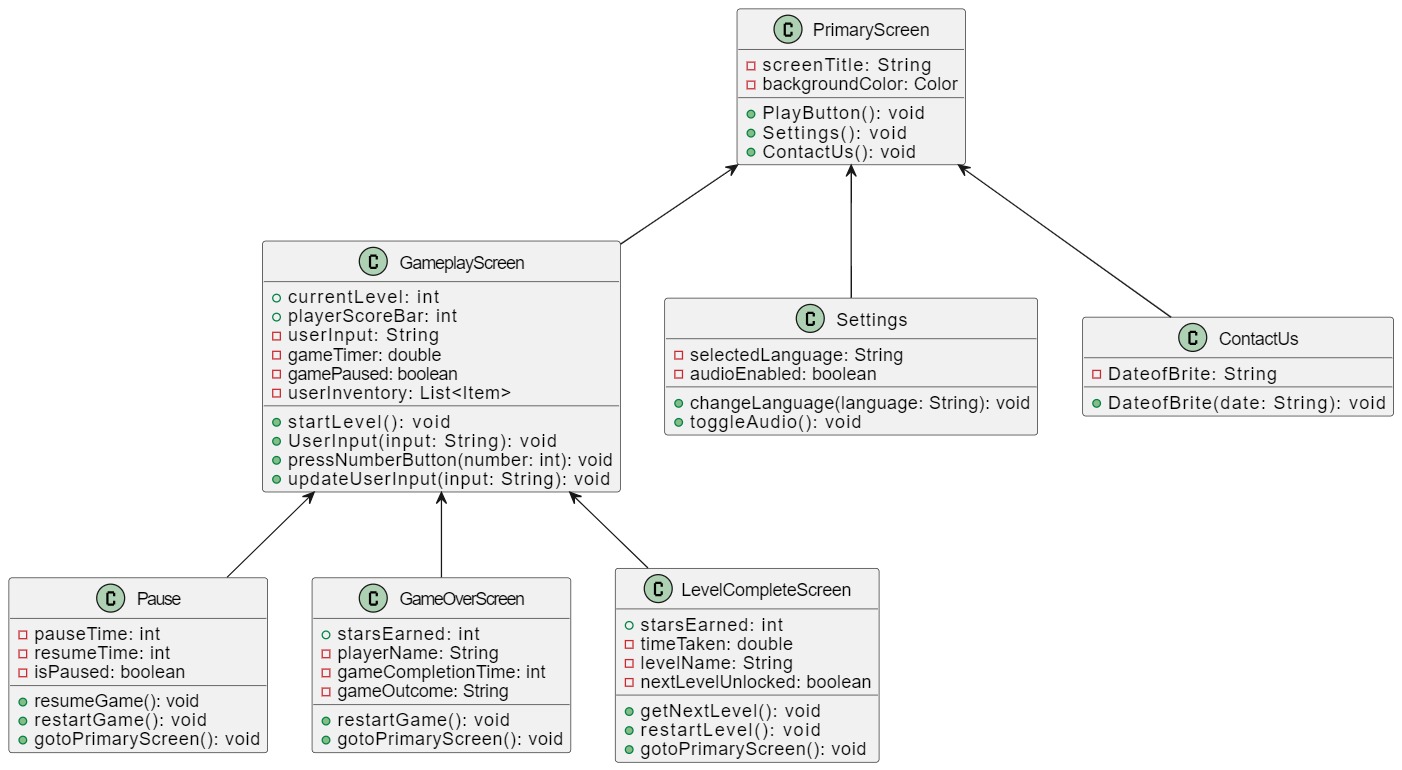 C PrimaryScreen
screenTitle: String
backgroundColor: Color
PlayButton(): void
Settings(): void
ContactUs(): void
C GameplayScreen
currentLevel: int
playerScoreBar: int
userInput: String
gameTimer: double
gamePaused: boolean
userInventory: List<Item>
startLevel(): void
UserInput(input: String): void
pressNumberButton(number: int): void
updateUserInput(input: String): void
C Settings
selectedLanguage: String
audioEnabled: boolean
changeLanguage(language: String): void
toggleAudio(): void
C ContactUs
DateofBrite: String
DateofBrite(date: String): void
C Pause
pauseTime: int
resumeTime: int
isPaused: boolean
resumeGame(): void
restartGame(): void
gotoPrimaryScreen(): void
C GameOverScreen
starsEarned: int
playerName: String
gameCompletionTime: int
gameOutcome: String
restartGame(): void
gotoPrimaryScreen(): void
C LevelCompleteScreen
starsEarned: int
timeTaken: double
levelName: String
nextLevelUnlocked: boolean
getNextLevel(): void
restartLevel(): void
gotoPrimaryScreen(): void